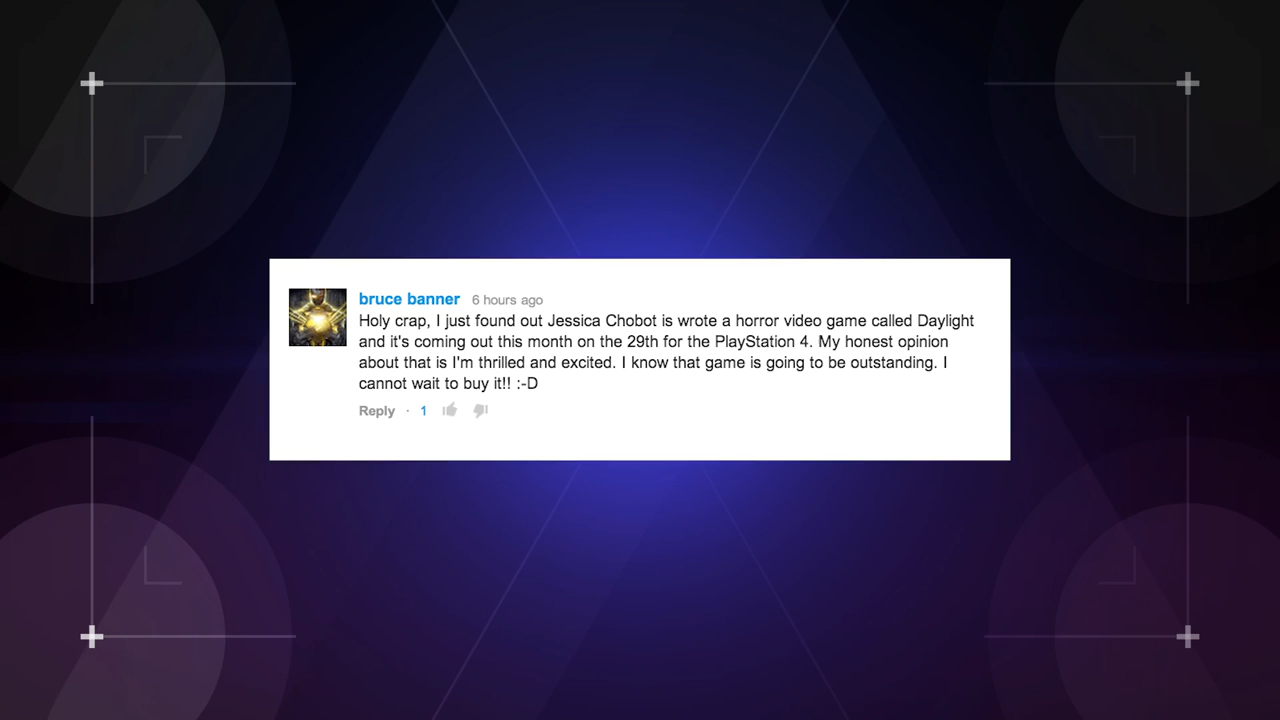 bruce banner 6 hours ago
Holy crap, I just found out Jessica Chobot is wrote a horror video game called Daylight
and it's coming out this month on the 29th for the PlayStation 4. My honest opinion
about that is I'm thrilled and excited. I know that game is going to be outstanding. I
cannot wait to buy it!! :-D
Reply · 1